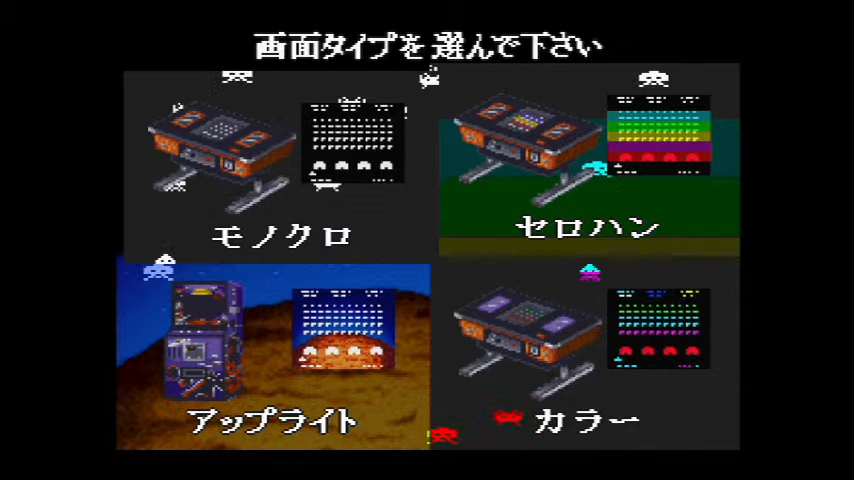 画面タイプを選んで下さい
モノクロ
セロハン
アップライト
カラー